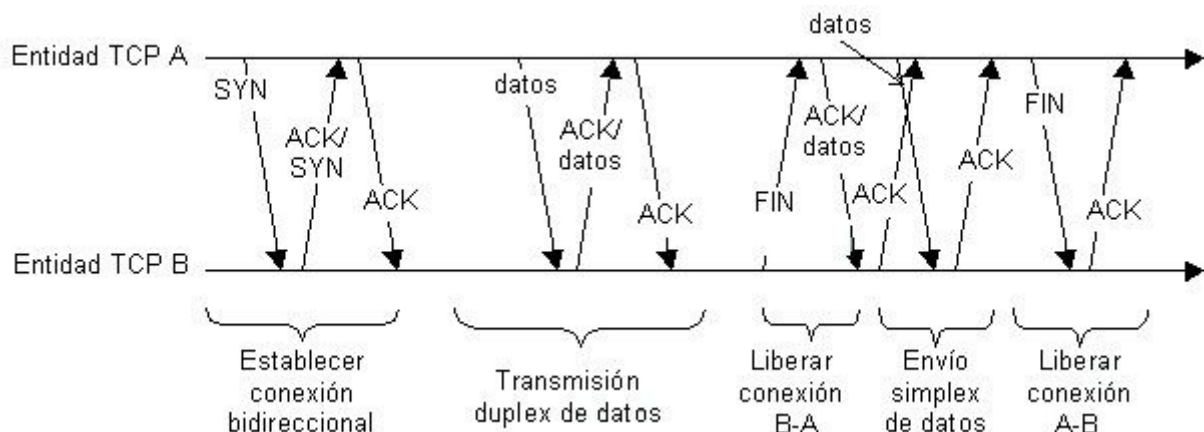 datos
Entidad TCP A
SYN
ACK/
SYN
ACK
datos
ACK/
datos
ACK
FIN
ACK/
datos
ACK
ACK
FIN
ACK
Entidad TCP B
Establecer
conexión
bidireccional
Transmisión
duplex de datos
Liberar
conexión
B-A
Envío
simplex
de datos
Liberar
conexión
A-B